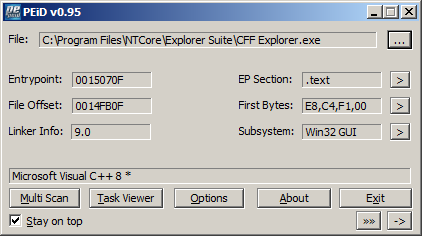 PEiD v0.95
File: C:\Program Files\NTCore\Explorer Suite\CFF Explorer.exe ...
Entrypoint: 0015070F EP Section: .text >
File Offset: 0014FB0F First Bytes: E8,C4,F1,00 >
Linker Info: 9.0 Subsystem: Win32 GUI >
Microsoft Visual C++ 8 *
Multi Scan Task Viewer Options About Exit
Stay on top »» ->